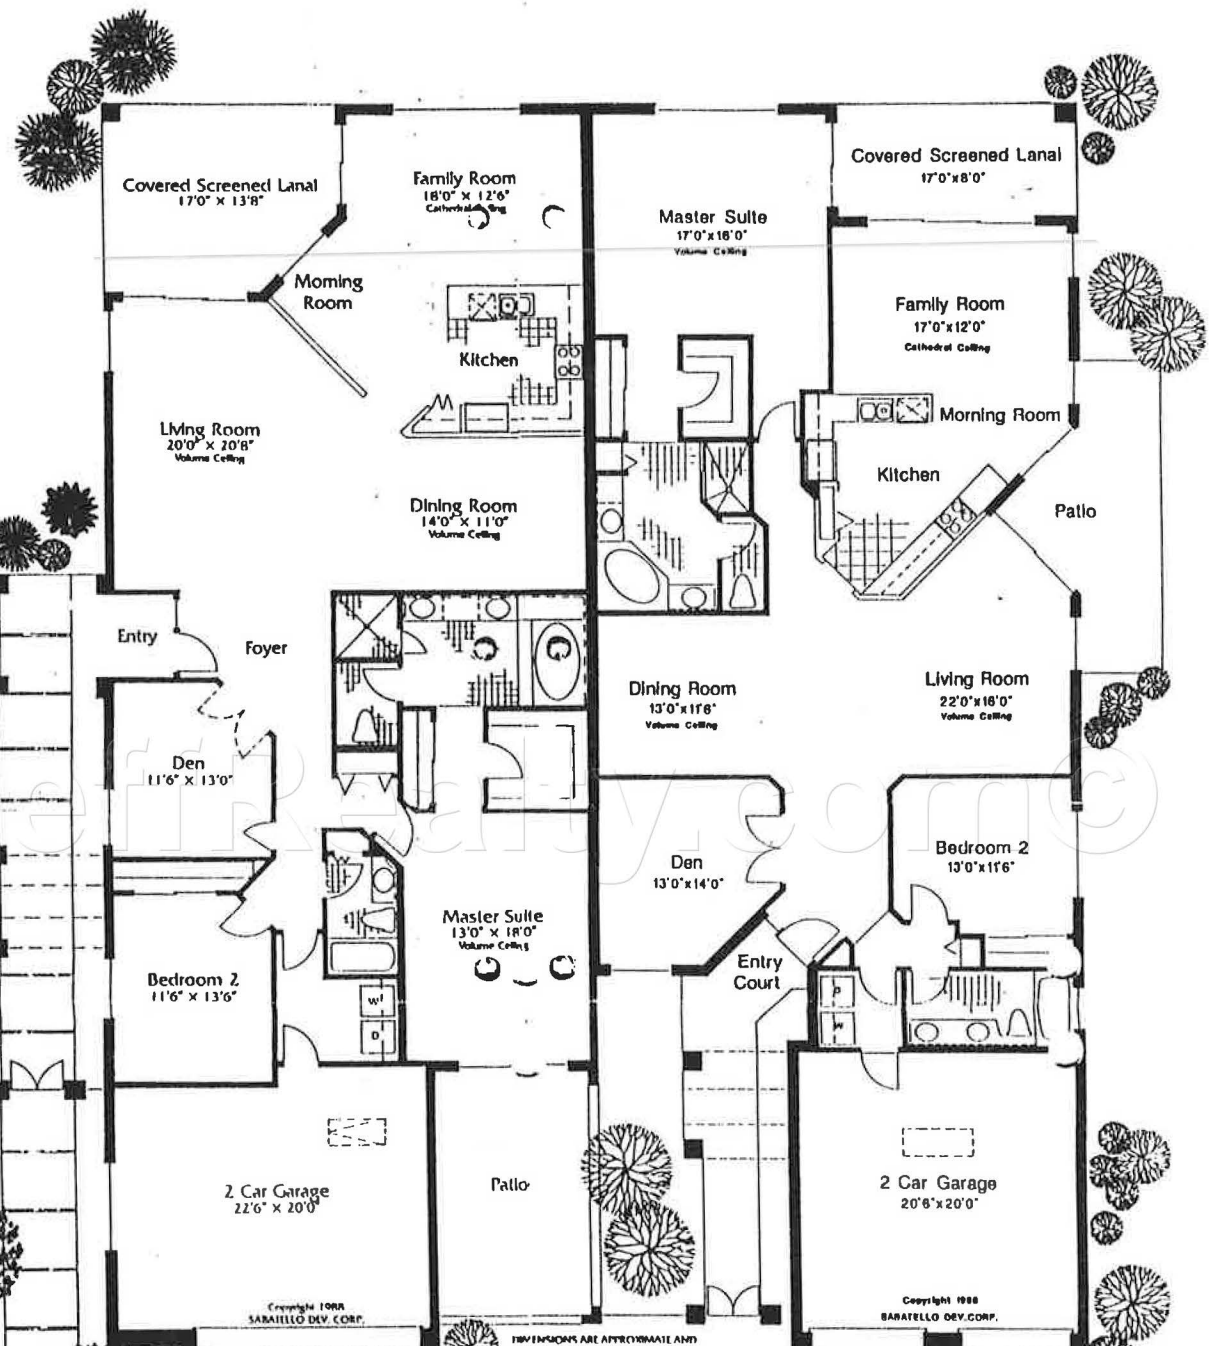 Covered Screened Lanai
17'0" × 13'8"
Family Room
18'0" × 12'6"
Cathedral Ceiling
Morning
Room
Kitchen
Living Room
20'0" × 20'8"
Volume Ceiling
Dining Room
14'0" × 11'0"
Volume Ceiling
Entry
Foyer
Den
11'6" × 13'0"
Master Suite
13'0" × 18'0"
Volume Ceiling
Bedroom 2
11'6" × 13'6"
W
D
2 Car Garage
22'6" × 20'0"
Patio
Copyright 1988
SABATELLO DEV. CORP.
Master Suite
17'0"x16'0"
Volume Ceiling
Covered Screened Lanai
17'0"x8'0"
Family Room
17'0"x12'0"
Cathedral Ceiling
Morning Room
Kitchen
Patio
Dining Room
13'0"x11'6"
Volume Ceiling
Living Room
22'0"x16'0"
Volume Ceiling
Den
13'0"x14'0"
Bedroom 2
13'0"x11'6"
Entry
Court
D
W
2 Car Garage
20'6"x20'0"
Copyright 1988
SABATELLO DEV.CORP.
DIMENSIONS ARE APPROXIMATE AND
effRealty.com©